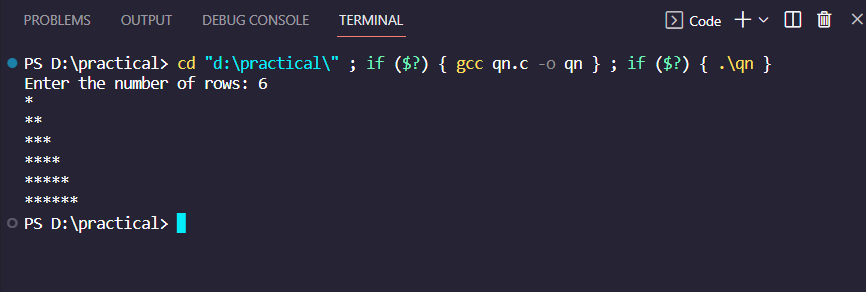 PROBLEMS OUTPUT DEBUG CONSOLE TERMINAL Code
PS D:\practical> cd "d:\practical\" ; if ($?) { gcc qn.c -o qn } ; if ($?) { .\qn }
Enter the number of rows: 6
*
**
***
****
*****
******
PS D:\practical>